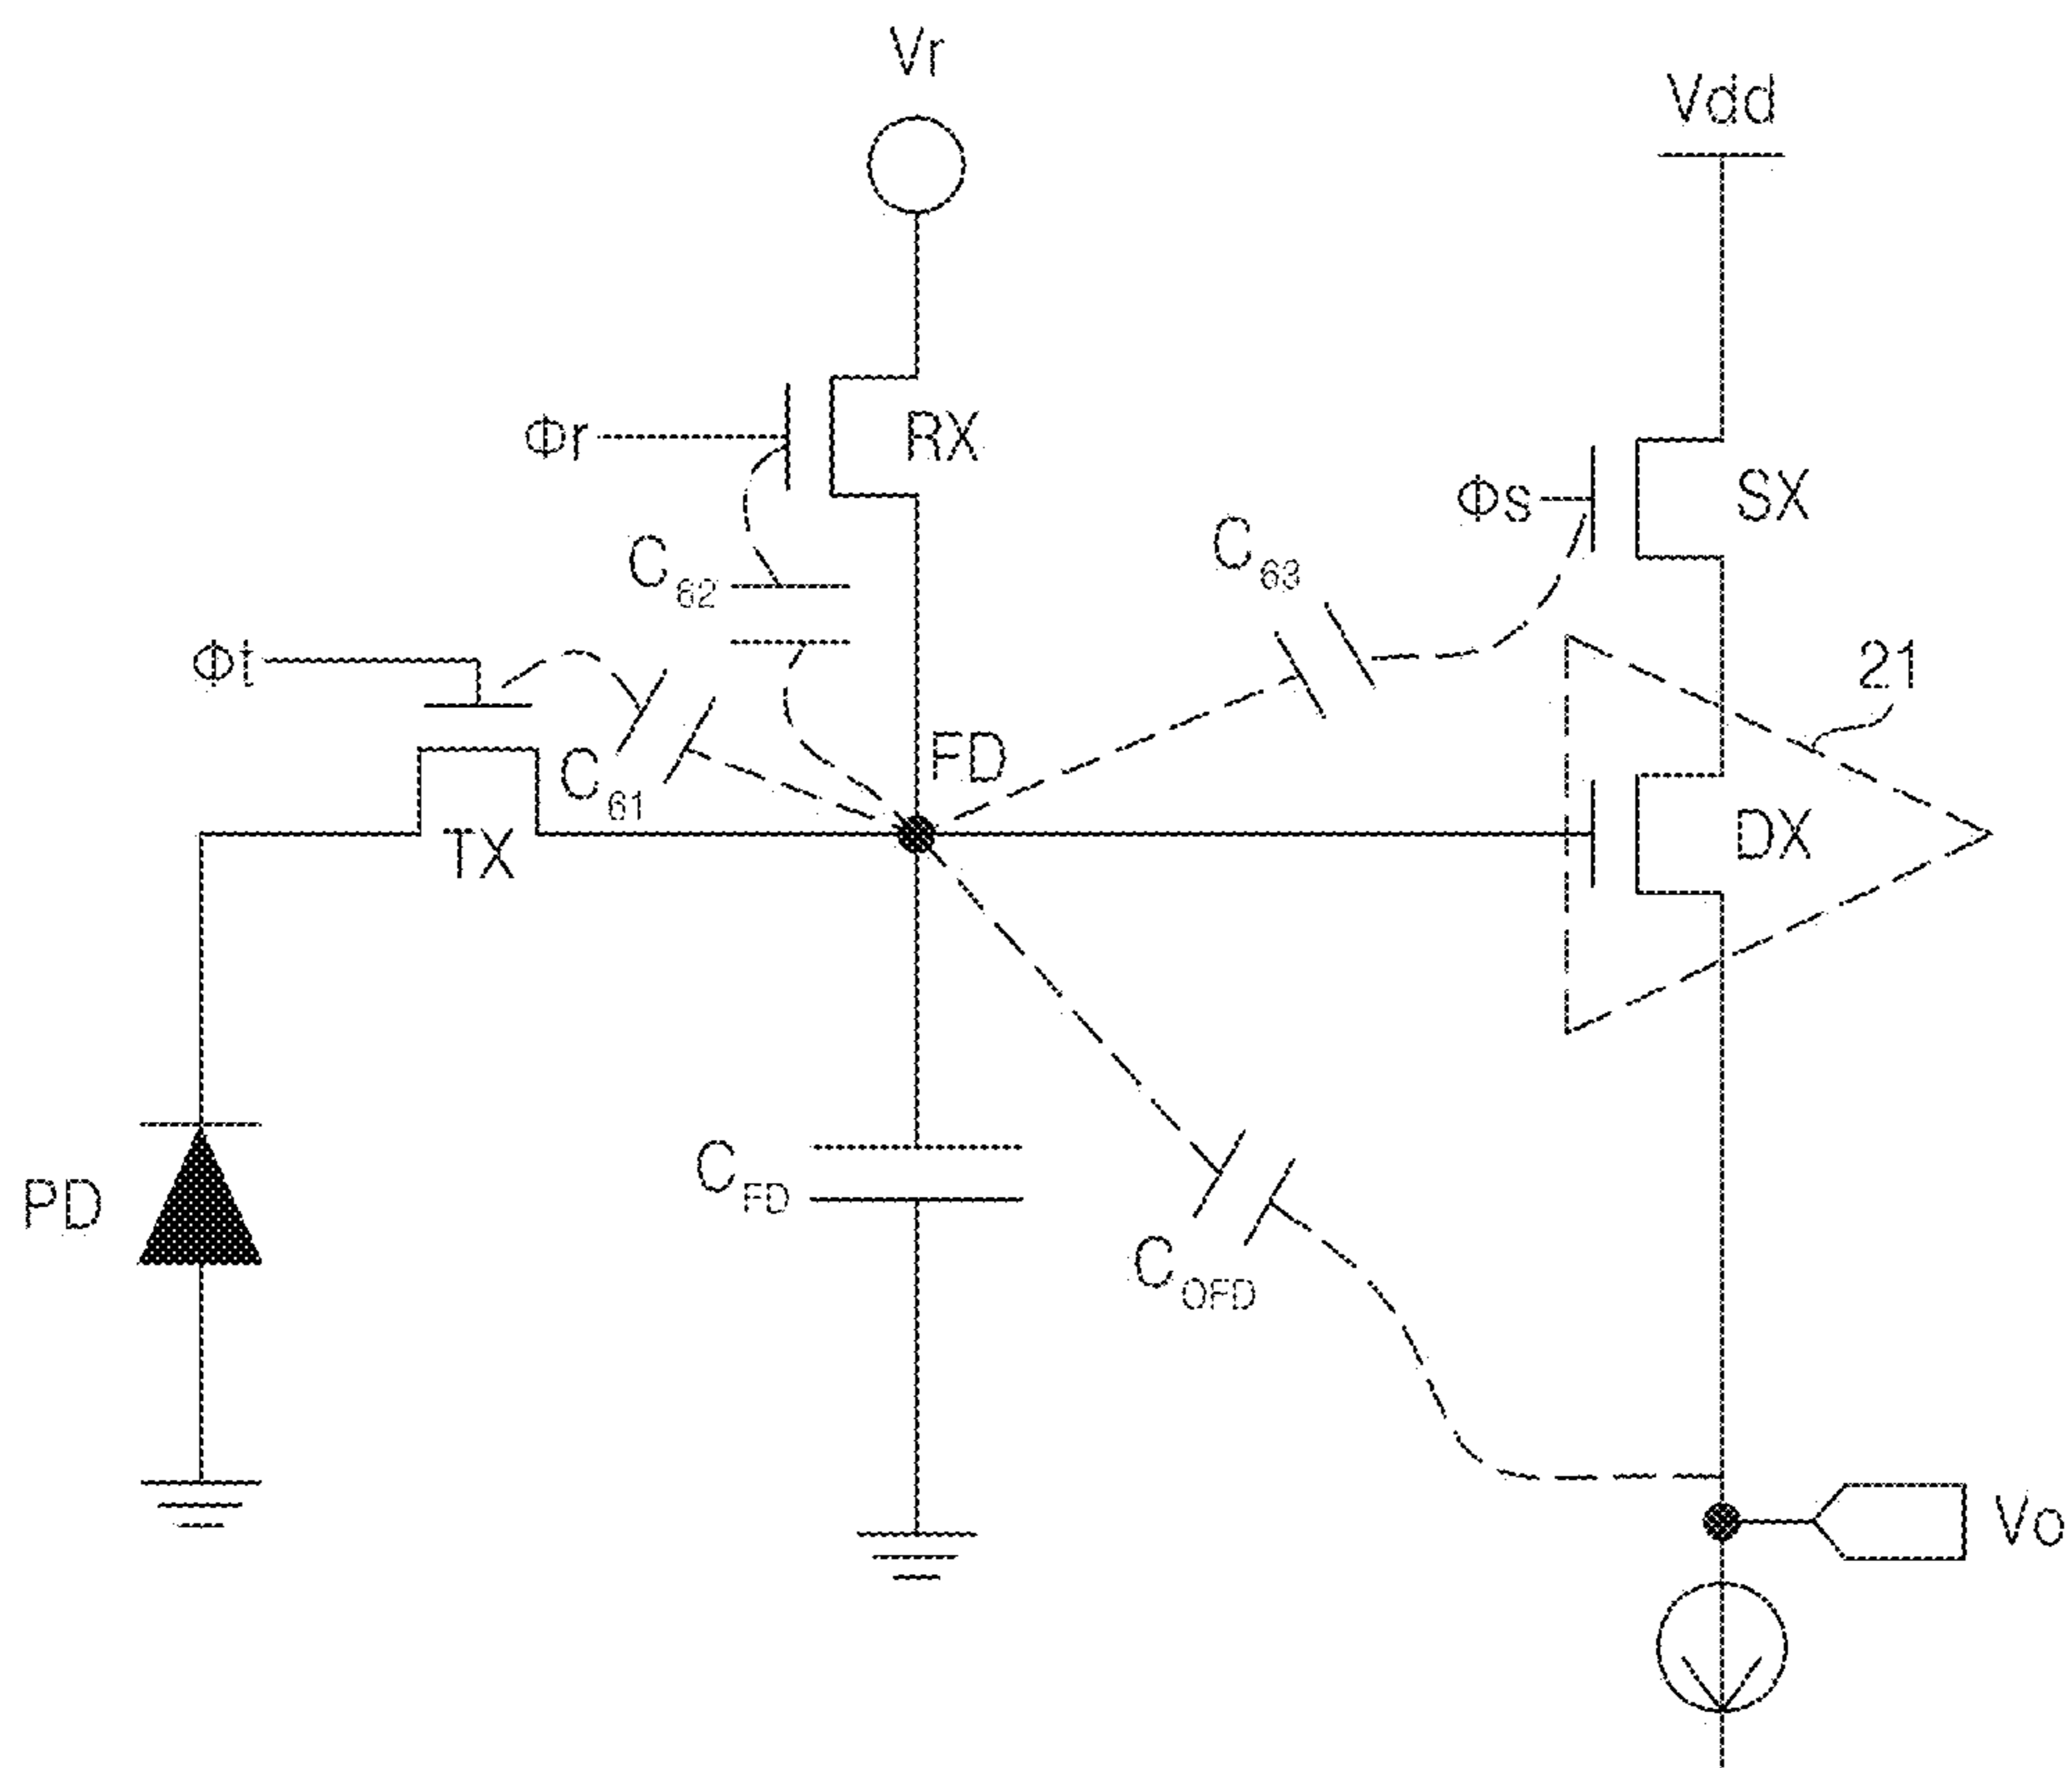 Vr
Vdd
Φr
RX
Φs
SX
C62
C63
Φt
21
FD
C61
TX
DX
PD
CFD
COFD
Vo